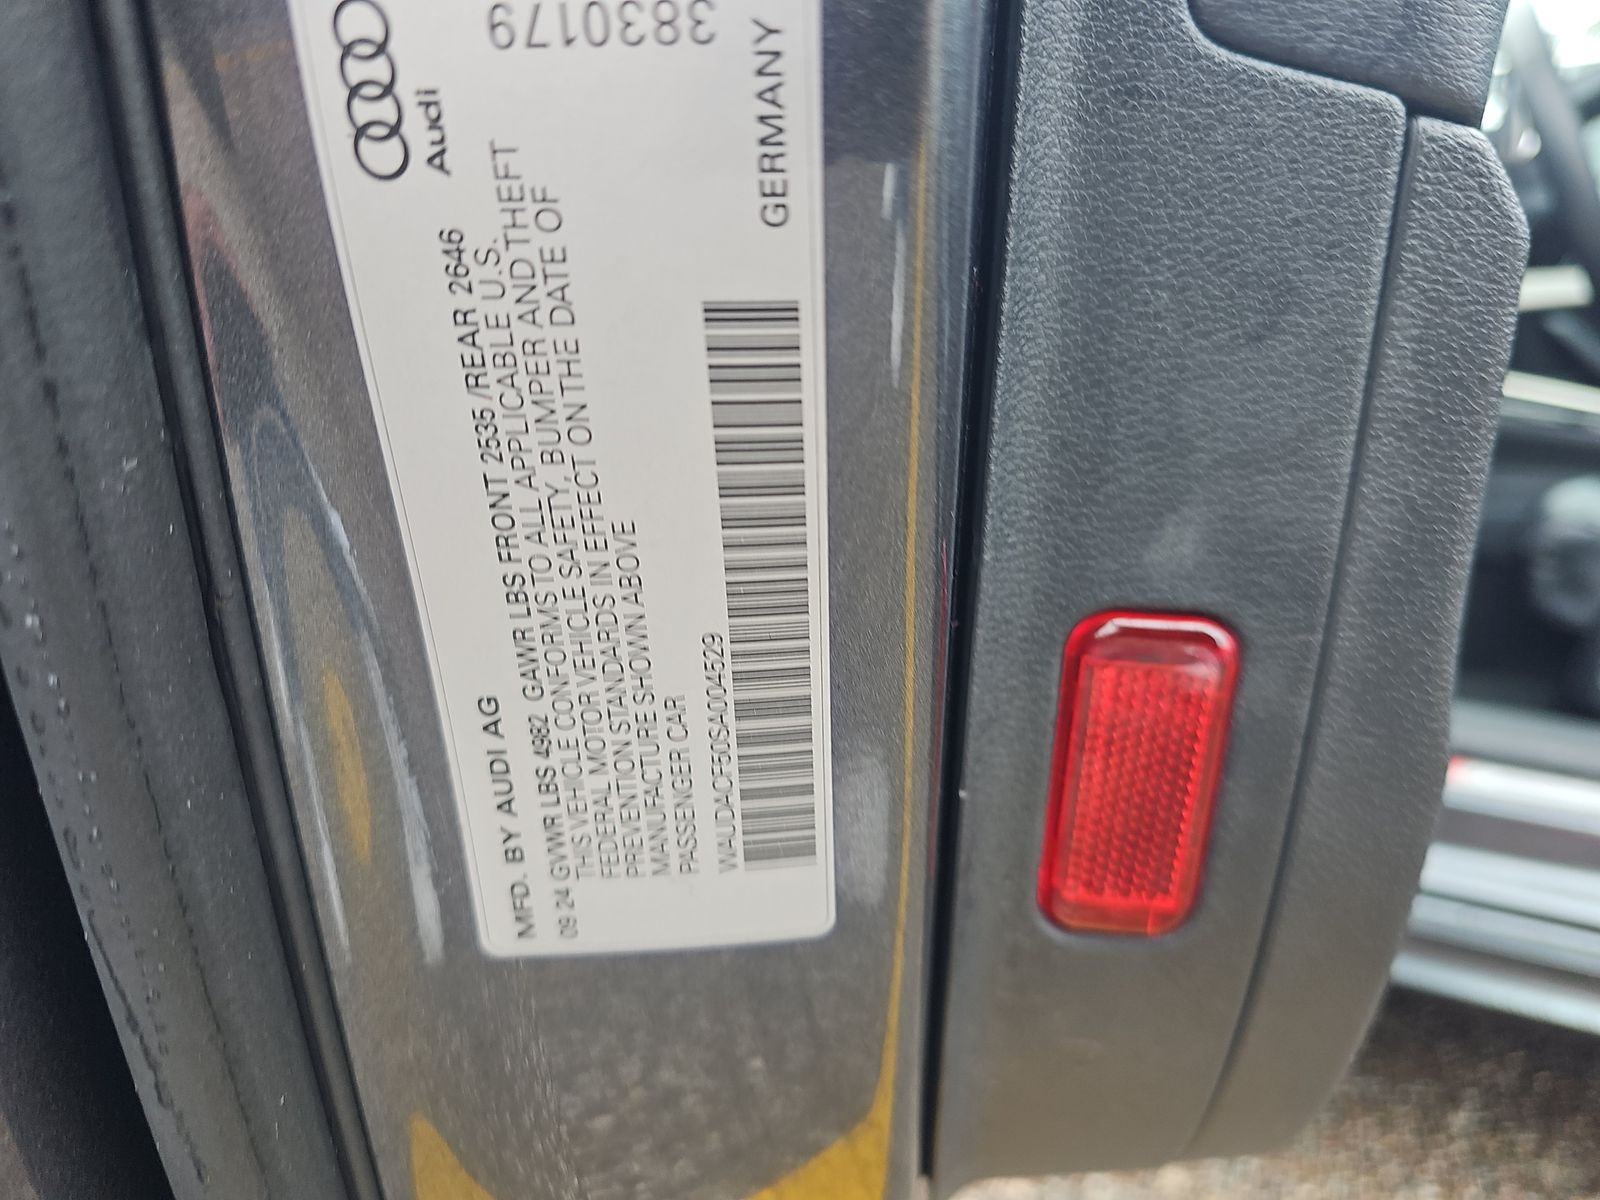 MFD. BY AUDI AG
09 24 GVWR LBS 4982 GAWR LBS FRONT 2535 /REAR 2646
THIS VEHICLE CONFORMS TO ALL APPLICABLE U.S.
FEDERAL MOTOR VEHICLE SAFETY, BUMPER AND THEFT
PREVENTION STANDARDS IN EFFECT ON THE DATE OF
MANUFACTURE SHOWN ABOVE
PASSENGER CAR
WAUDACF50SA004529
GERMANY
Audi
3830179